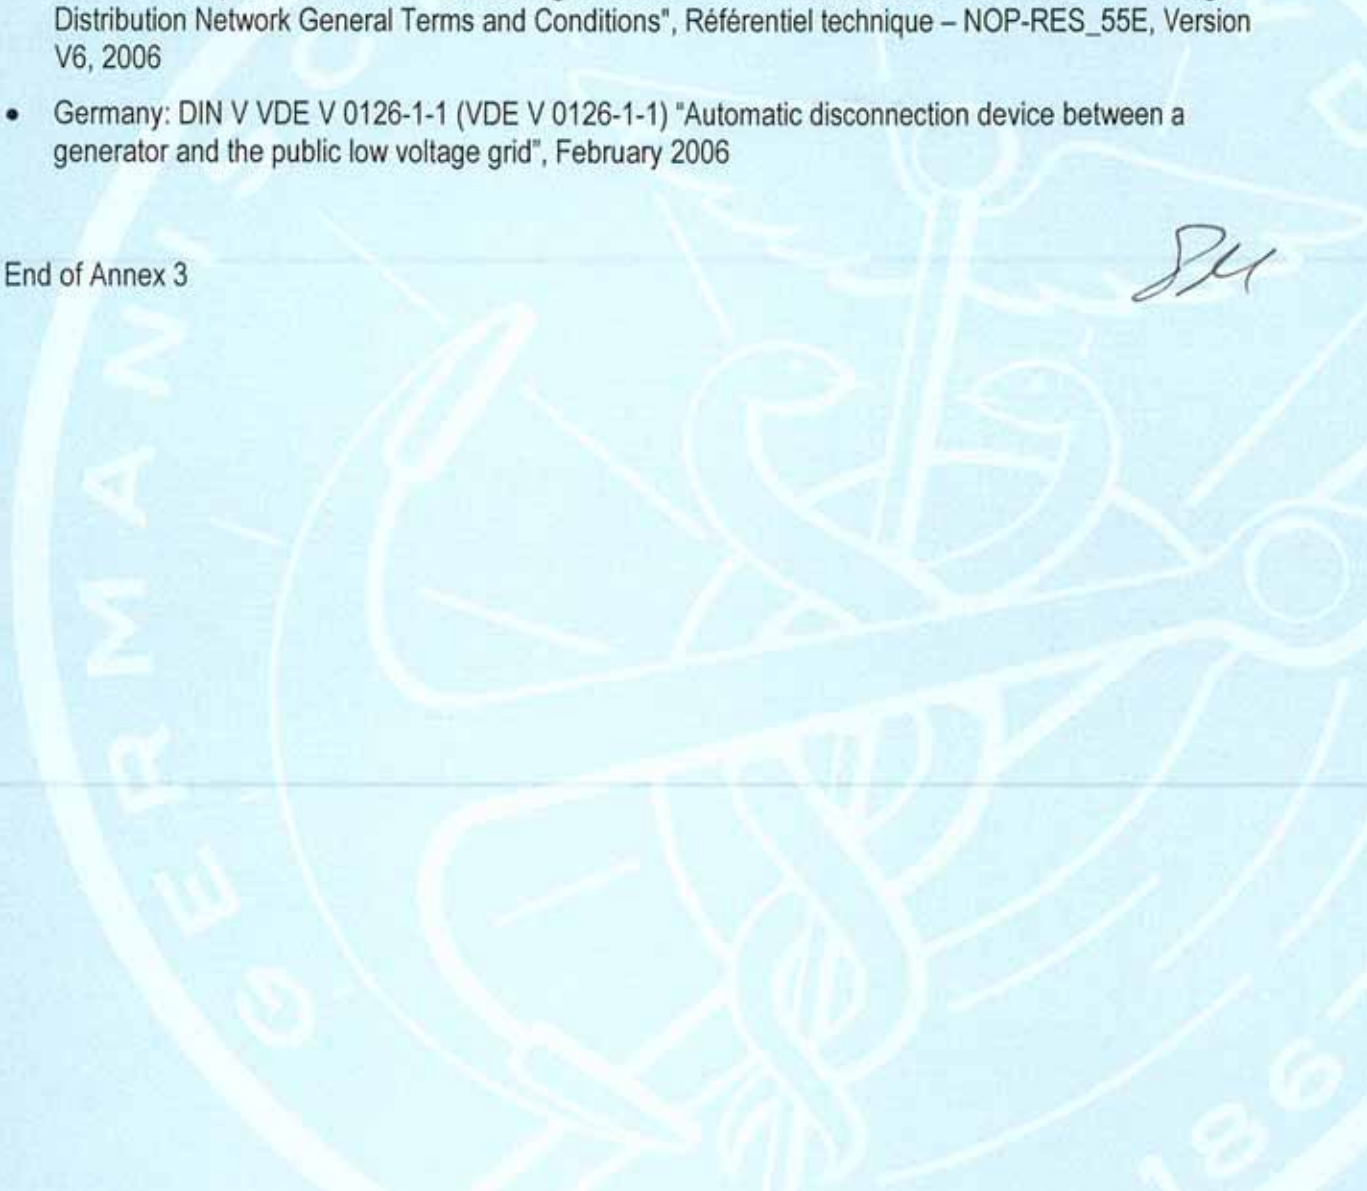 Distribution Network General Terms and Conditions", Référentiel technique – NOP-RES_55E, Version
V6, 2006
• Germany: DIN V VDE V 0126-1-1 (VDE V 0126-1-1) "Automatic disconnection device between a
generator and the public low voltage grid", February 2006
End of Annex 3
GERMANISCH
186